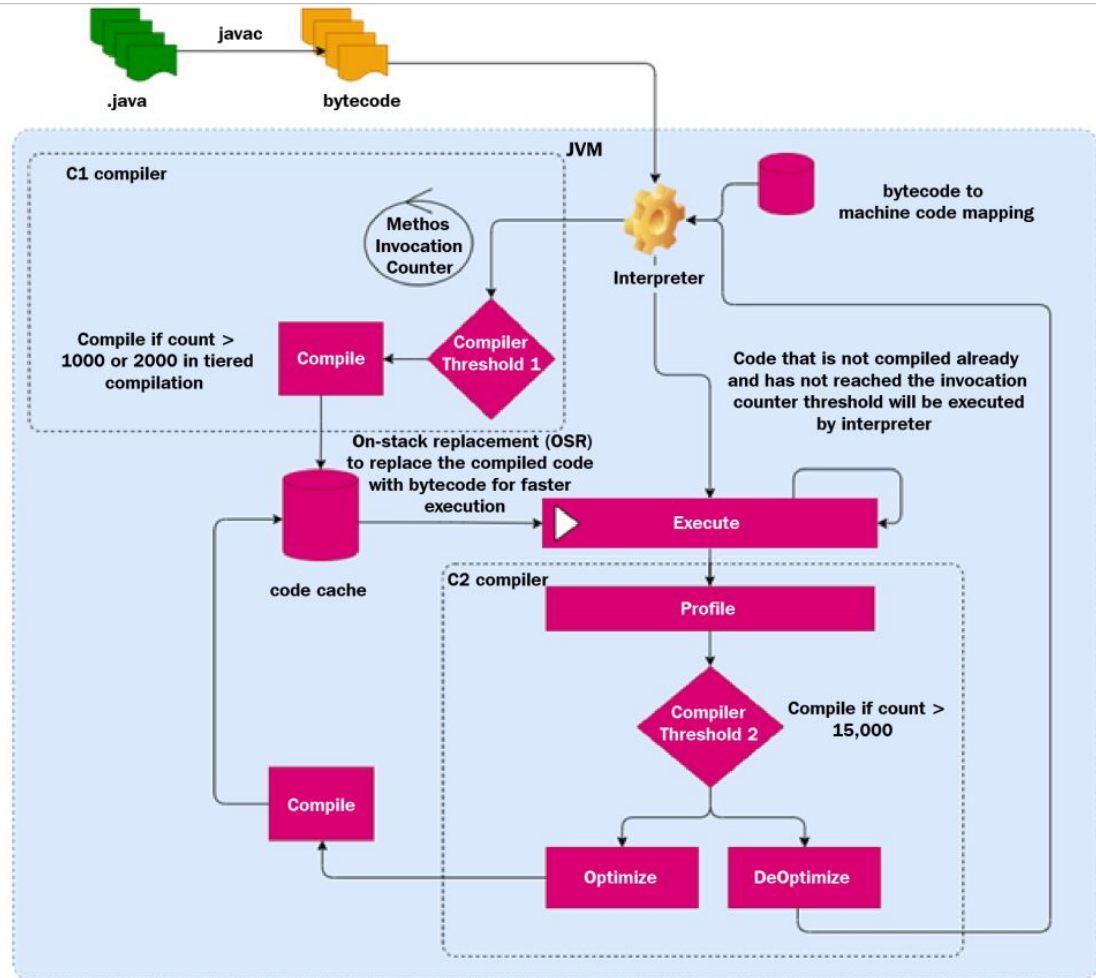 javac
.java
bytecode
JVM
C1 compiler
Methos
Invocation
Counter
bytecode to
machine code mapping
Interpreter
Compile if count >
1000 or 2000 in tiered
compilation
Compile
Compiler
Threshold 1
Code that is not compiled already
and has not reached the invocation
counter threshold will be executed
by interpreter
On-stack replacement (OSR)
to replace the compiled code
with bytecode for faster
execution
Execute
code cache
C2 compiler
Profile
Compiler
Threshold 2
Compile if count >
15,000
Compile
Optimize
DeOptimize